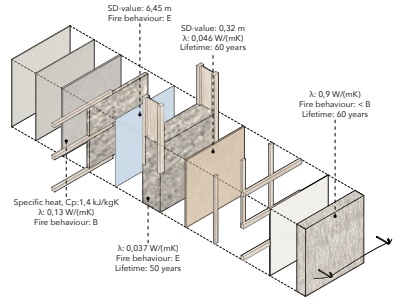 SD-value: 6,45 m
Fire behaviour: E
SD-value: 0,32 m
λ: 0,046 W/(mK)
Lifetime: 60 years
λ: 0,9 W/(mK)
Fire behaviour: < B
Lifetime: 60 years
Specific heat, Cp:1,4 kJ/kgK
λ: 0,13 W/(mK)
Fire behaviour: B
λ: 0,037 W/(mK)
Fire behaviour: E
Lifetime: 50 years